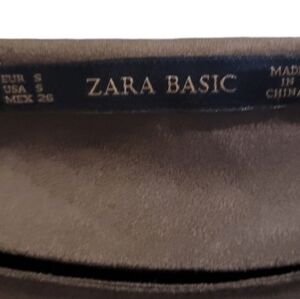 EUR S
USA S
MEX 26
ZARA BASIC
MADE
IN
CHINA